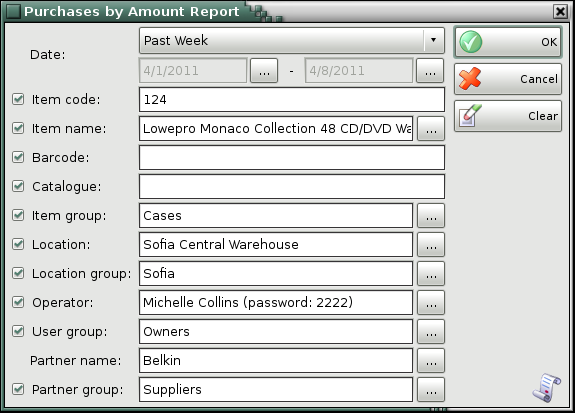 Purchases by Amount Report
Date: Past Week
4/1/2011 ... - 4/8/2011 ...
Item code: 124
Item name: Lowepro Monaco Collection 48 CD/DVD Wa ...
Barcode:
Catalogue:
Item group: Cases ...
Location: Sofia Central Warehouse ...
Location group: Sofia ...
Operator: Michelle Collins (password: 2222) ...
User group: Owners ...
Partner name: Belkin ...
Partner group: Suppliers ...
OK
Cancel
Clear